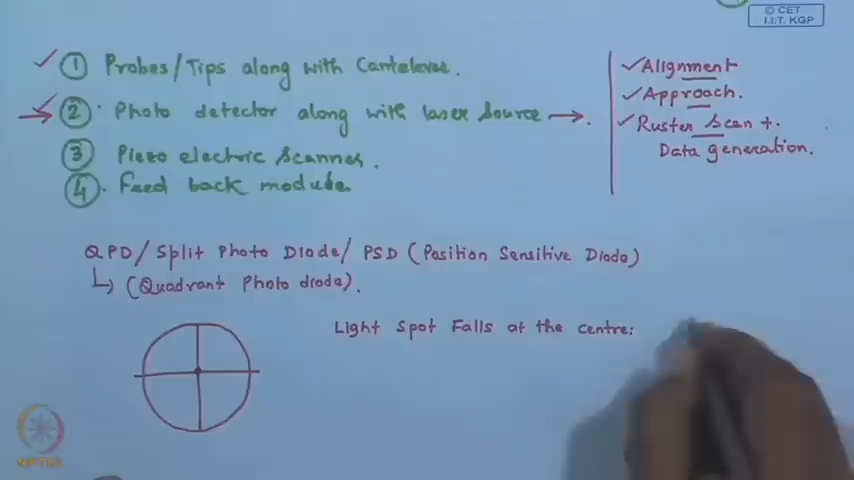 © CET
I.I.T. KGP
① Probes/Tips along with Cantelever.
② Photo detector along with laser source →.
③ Piezo electric scanner.
④ Feed back module.
✓ Alignment
✓ Approach.
✓ Ruster scan +
Data generation.
QPD/ Split Photo Diode/ PSD (Position Sensitive Diode)
↳ (Quadrant Photo diode).
Light Spot Falls at the centre:
NPTEL